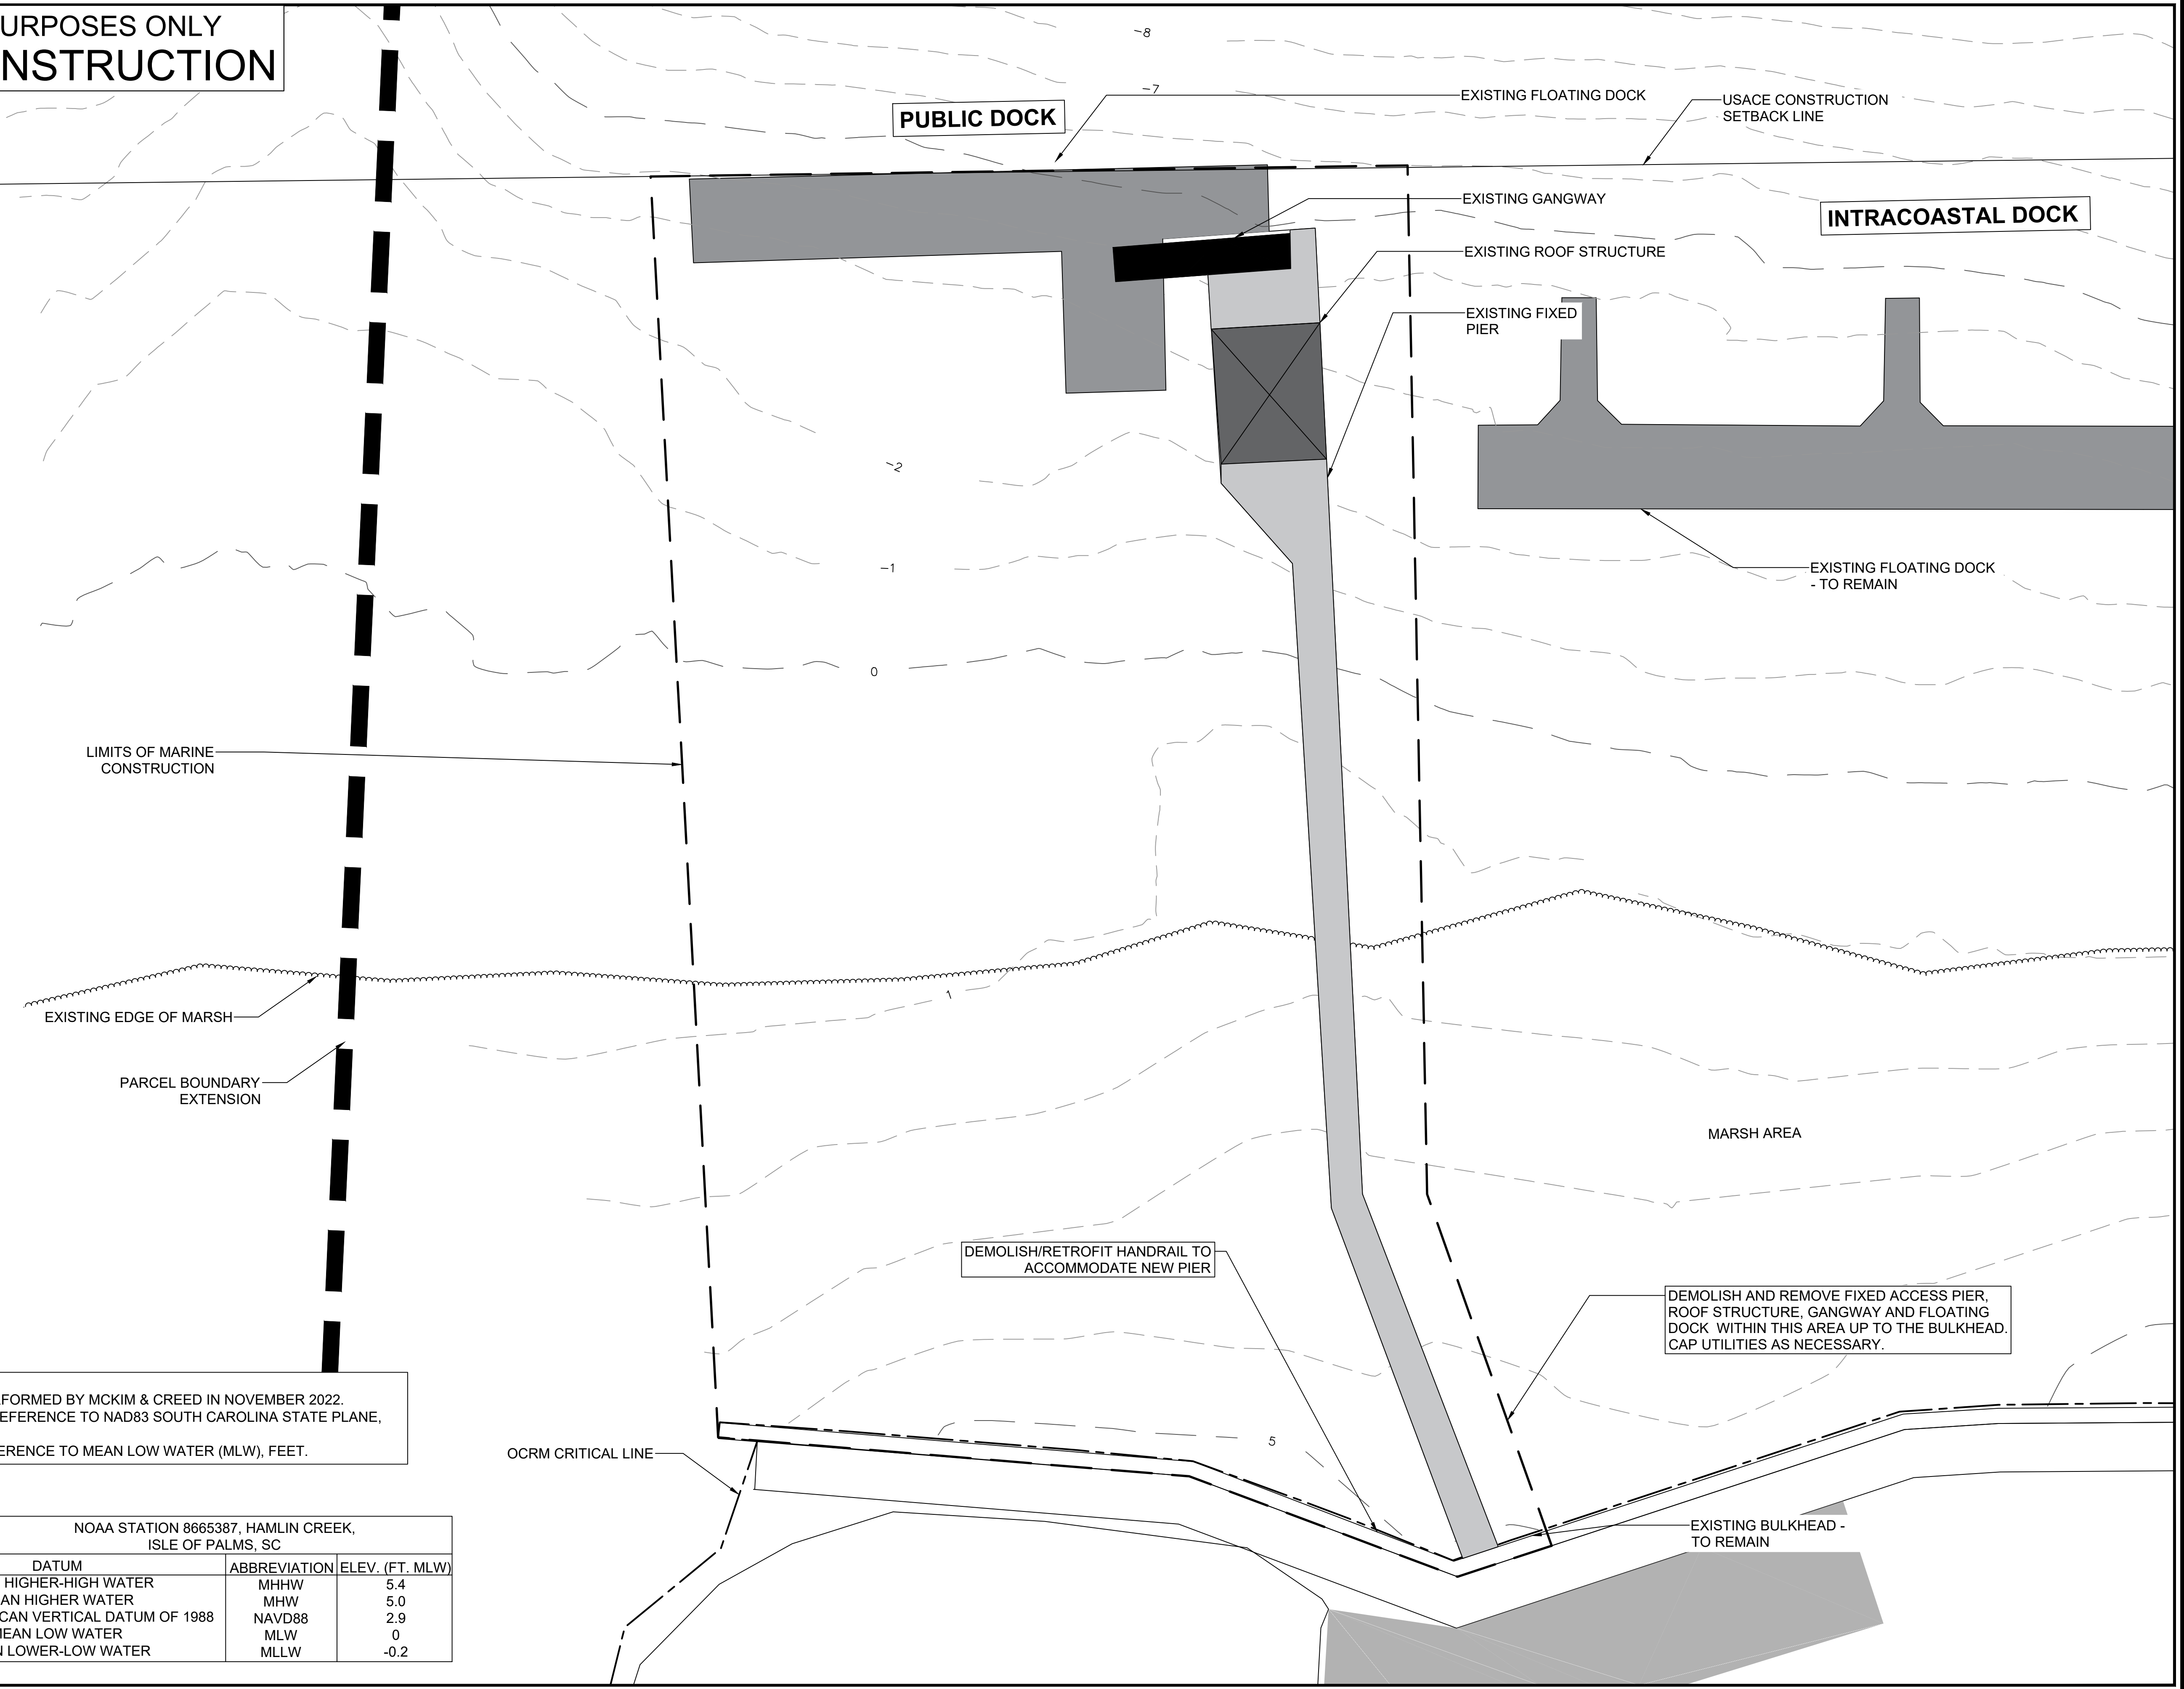 PURPOSES ONLY
NSTRUCTION
-8
-7
PUBLIC DOCK
EXISTING FLOATING DOCK
USACE CONSTRUCTION
SETBACK LINE
EXISTING GANGWAY
INTRACOASTAL DOCK
EXISTING ROOF STRUCTURE
EXISTING FIXED
PIER
-2
-1
EXISTING FLOATING DOCK
- TO REMAIN
0
LIMITS OF MARINE
CONSTRUCTION
1
EXISTING EDGE OF MARSH
PARCEL BOUNDARY
EXTENSION
MARSH AREA
DEMOLISH/RETROFIT HANDRAIL TO
ACCOMMODATE NEW PIER
DEMOLISH AND REMOVE FIXED ACCESS PIER,
ROOF STRUCTURE, GANGWAY AND FLOATING
DOCK WITHIN THIS AREA UP TO THE BULKHEAD.
CAP UTILITIES AS NECESSARY.
FORMED BY MCKIM & CREED IN NOVEMBER 2022.
EFERENCE TO NAD83 SOUTH CAROLINA STATE PLANE,
ERENCE TO MEAN LOW WATER (MLW), FEET.
OCRM CRITICAL LINE
5
EXISTING BULKHEAD -
TO REMAIN
NOAA STATION 8665387, HAMLIN CREEK,
ISLE OF PALMS, SC
DATUM ABBREVIATION ELEV. (FT. MLW)
HIGHER-HIGH WATER MHHW 5.4
AN HIGHER WATER MHW 5.0
CAN VERTICAL DATUM OF 1988 NAVD88 2.9
MEAN LOW WATER MLW 0
N LOWER-LOW WATER MLLW -0.2